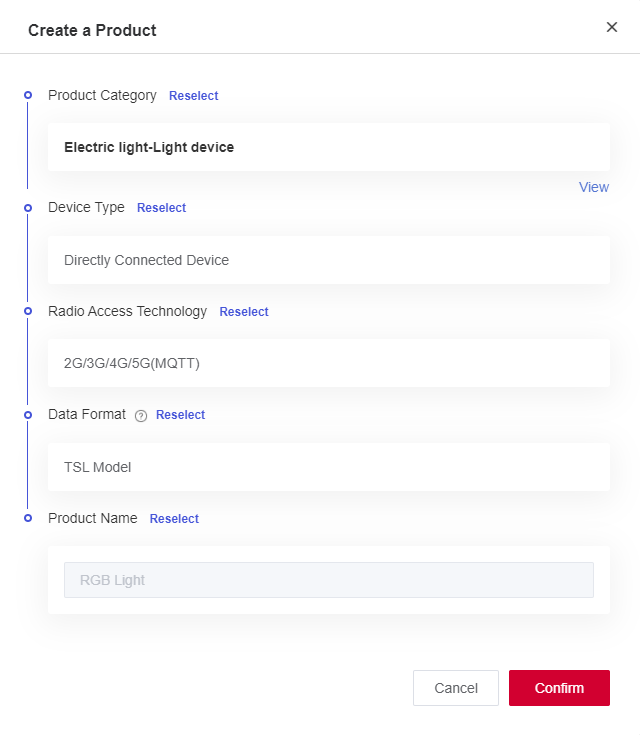 Create a Product
Product Category Reselect
Electric light-Light device
View
Device Type Reselect
Directly Connected Device
Radio Access Technology Reselect
2G/3G/4G/5G(MQTT)
Data Format ? Reselect
TSL Model
Product Name Reselect
RGB Light
Cancel Confirm